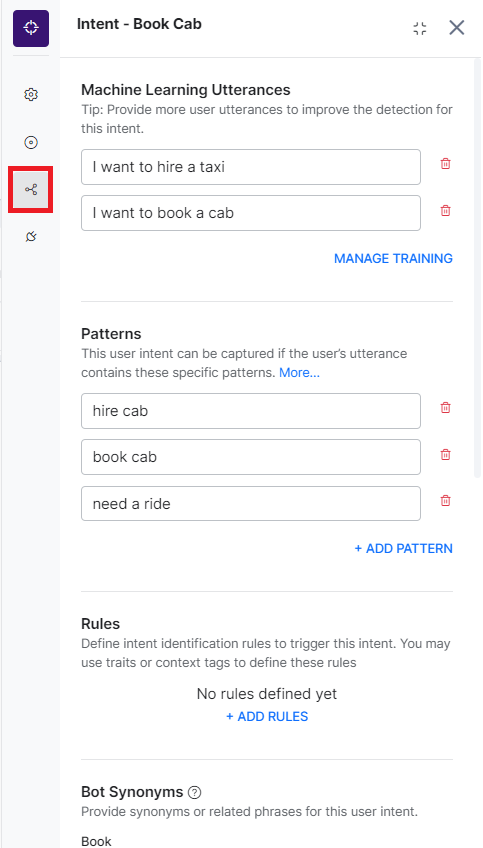 Intent - Book Cab
Machine Learning Utterances
Tip: Provide more user utterances to improve the detection for
this intent.
I want to hire a taxi
I want to book a cab
MANAGE TRAINING
Patterns
This user intent can be captured if the user's utterance
contains these specific patterns. More...
hire cab
book cab
need a ride
+ ADD PATTERN
Rules
Define intent identification rules to trigger this intent. You may
use traits or context tags to define these rules
No rules defined yet
+ ADD RULES
Bot Synonyms ?
Provide synonyms or related phrases for this user intent.
Book